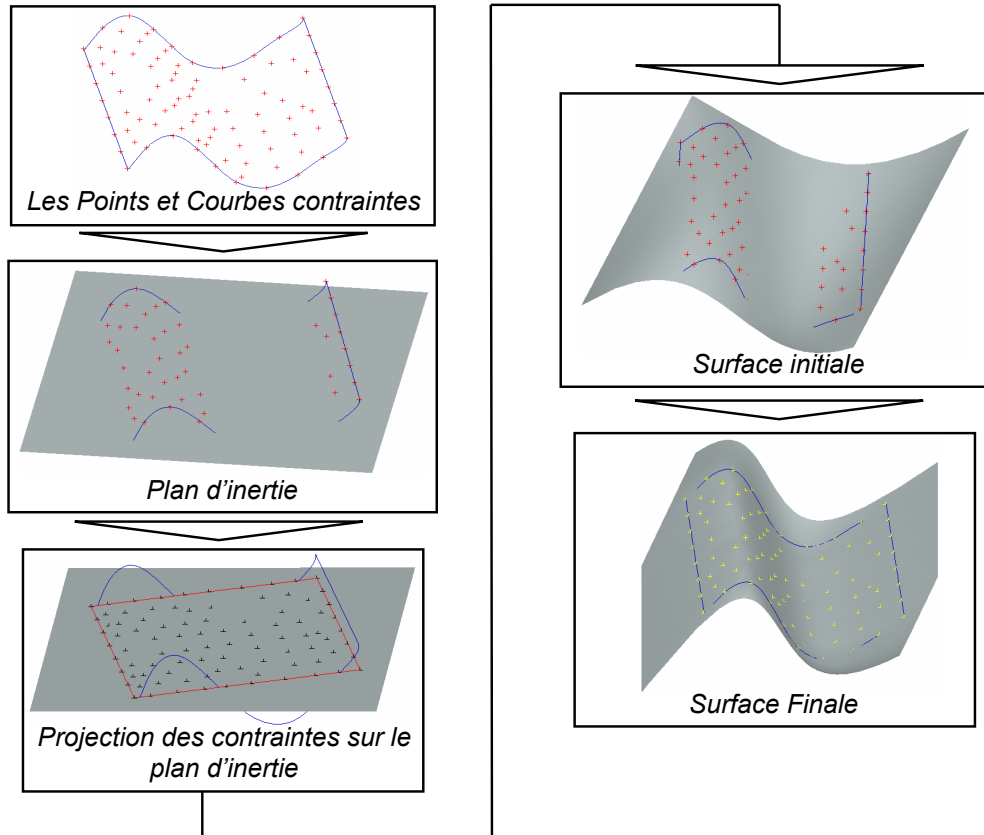 Les Points et Courbes contraintes
Plan d'inertie
Projection des contraintes sur le
plan d'inertie
Surface initiale
Surface Finale